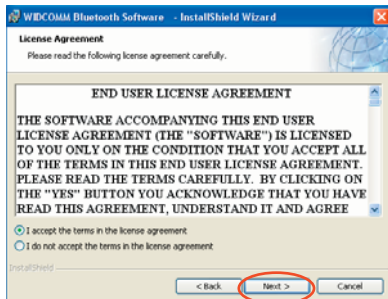 WIDCOMM Bluetooth Software - InstallShield Wizard
License Agreement
Please read the following license agreement carefully.
END USER LICENSE AGREEMENT
THE SOFTWARE ACCOMPANYING THIS END USER
LICENSE AGREEMENT (THE "SOFTWARE") IS LICENSED
TO YOU ONLY ON THE CONDITION THAT YOU ACCEPT ALL
OF THE TERMS IN THIS END USER LICENSE AGREEMENT.
PLEASE READ THE TERMS CAREFULLY. BY CLICKING ON
THE "YES" BUTTON YOU ACKNOWLEDGE THAT YOU HAVE
READ THIS AGREEMENT, UNDERSTAND IT AND AGREE
I accept the terms in the license agreement
I do not accept the terms in the license agreement
InstallShield
< Back Next > Cancel